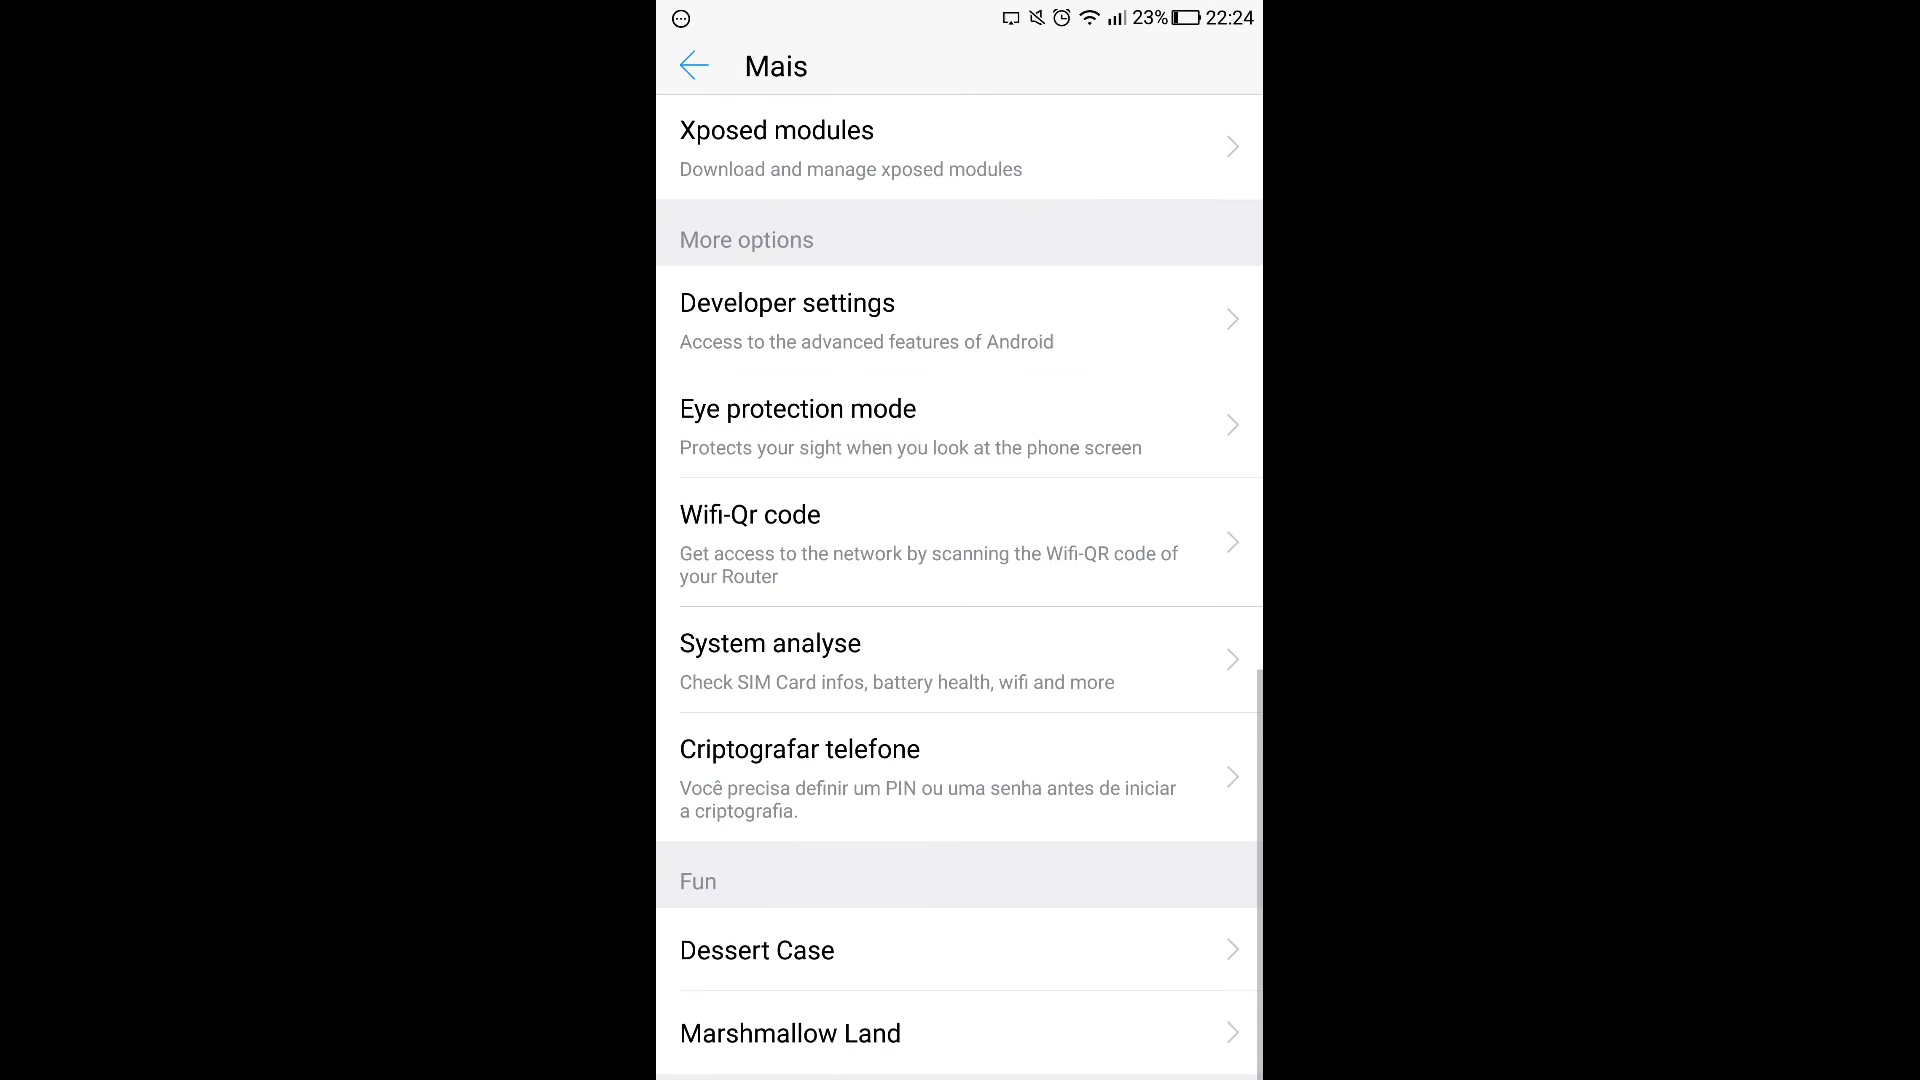 23% 22:24
Mais
Xposed modules
Download and manage xposed modules
More options
Developer settings
Access to the advanced features of Android
Eye protection mode
Protects your sight when you look at the phone screen
Wifi-Qr code
Get access to the network by scanning the Wifi-QR code of
your Router
System analyse
Check SIM Card infos, battery health, wifi and more
Criptografar telefone
Você precisa definir um PIN ou uma senha antes de iniciar
a criptografia.
Fun
Dessert Case
Marshmallow Land